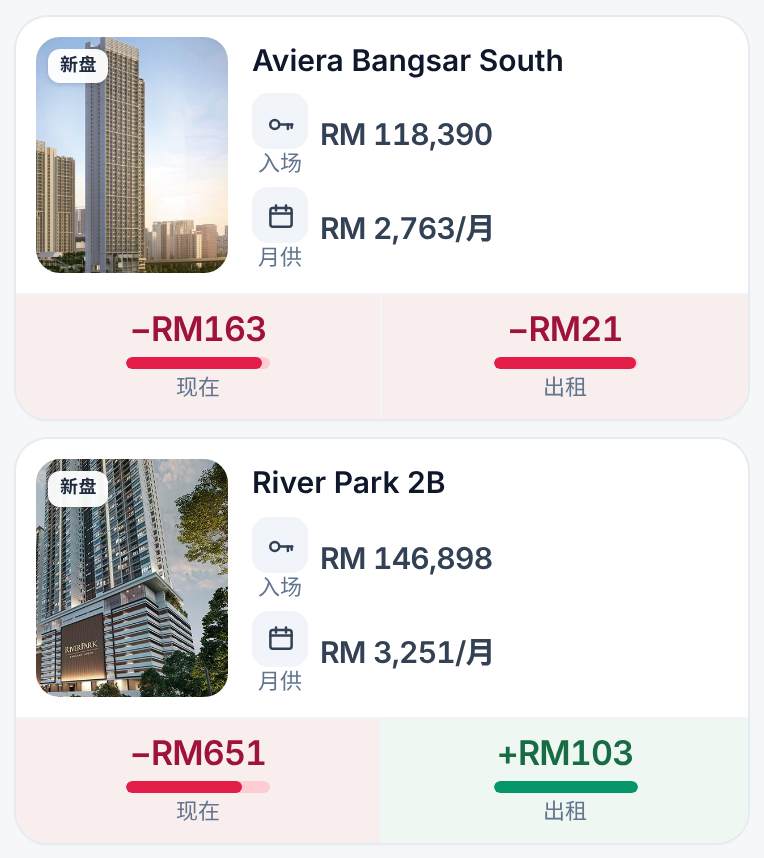 新盘
Aviera Bangsar South
RM 118,390
入场
RM 2,763/月
月供
–RM163
现在
–RM21
出租
新盘
River Park 2B
RM 146,898
入场
RM 3,251/月
月供
RIVERPARK
–RM651
现在
+RM103
出租